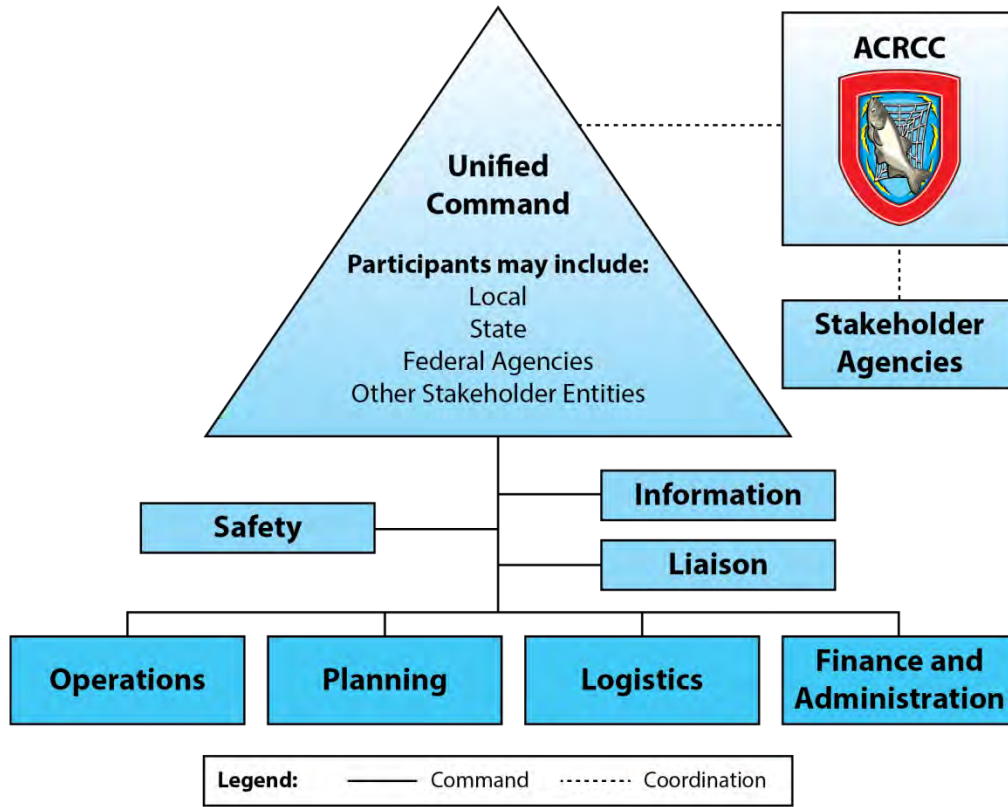 ACRCC
Unified
Command
Participants may include:
Local
State
Federal Agencies
Other Stakeholder Entities
Stakeholder
Agencies
Information
Safety
Liaison
Operations
Planning
Logistics
Finance and
Administration
Legend: Command Coordination